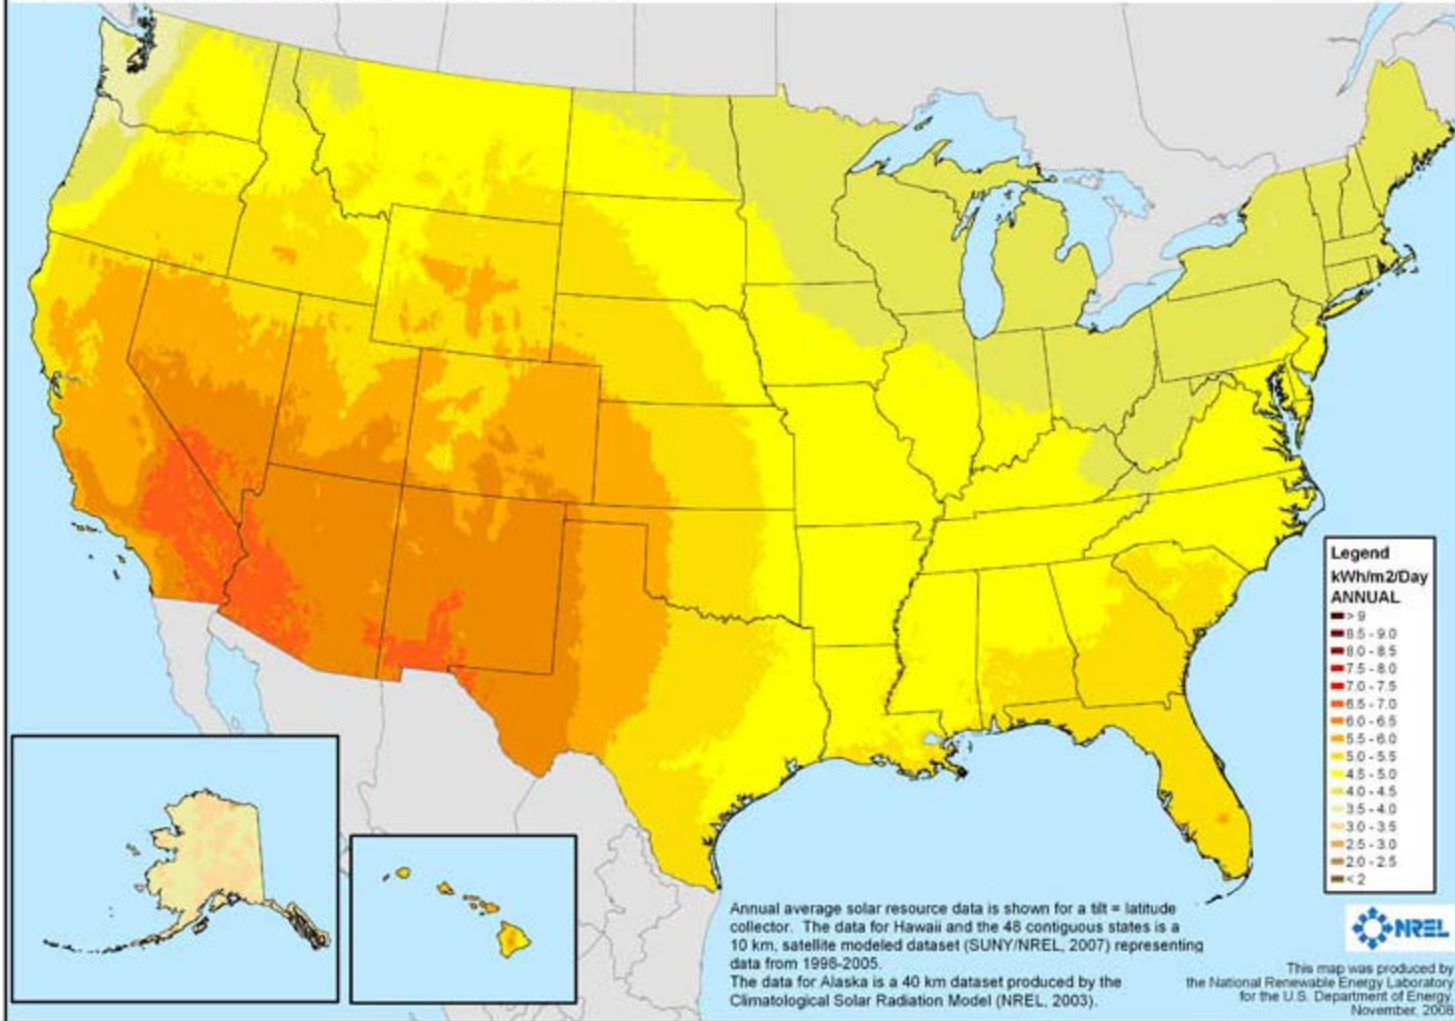 Legend
kWh/m2/Day
ANNUAL
> 9
8.5 - 9.0
8.0 - 8.5
7.5 - 8.0
7.0 - 7.5
6.5 - 7.0
6.0 - 6.5
5.5 - 6.0
5.0 - 5.5
4.5 - 5.0
4.0 - 4.5
3.5 - 4.0
3.0 - 3.5
2.5 - 3.0
2.0 - 2.5
< 2
Annual average solar resource data is shown for a tilt = latitude
collector. The data for Hawaii and the 48 contiguous states is a
10 km, satellite modeled dataset (SUNY/NREL, 2007) representing
data from 1998-2005.
The data for Alaska is a 40 km dataset produced by the
Climatological Solar Radiation Model (NREL, 2003).
NREL
This map was produced by
the National Renewable Energy Laboratory
for the U.S. Department of Energy.
November, 2008